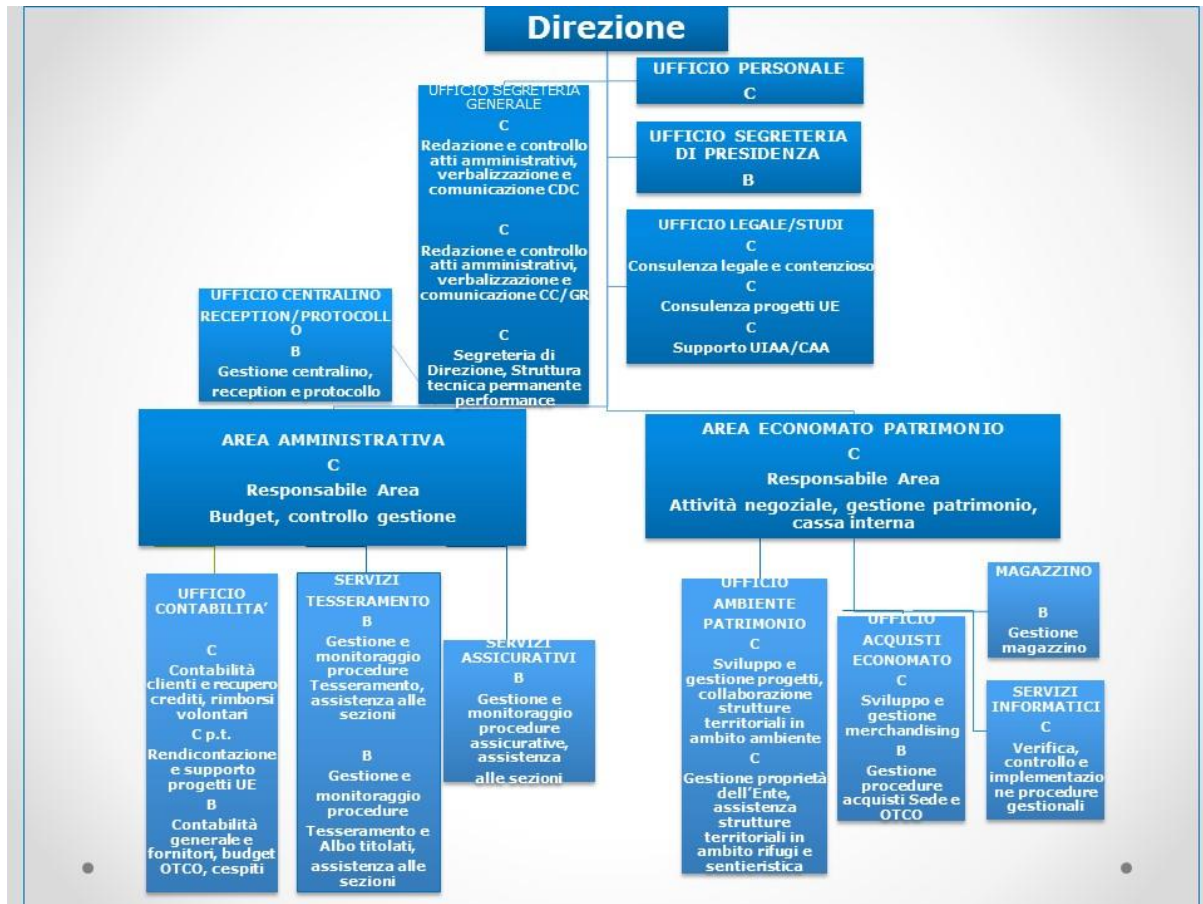 Direzione
UFFICIO PERSONALE
C
UFFICIO SEGRETERIA
GENERALE
C
Redazione e controllo
atti amministrativi,
verbalizzazione e
comunicazione CDC
C
Redazione e controllo
atti amministrativi,
verbalizzazione e
comunicazione CC/GR
C
Segreteria di
Direzione, Struttura
tecnica permanente
performance
UFFICIO SEGRETERIA
DI PRESIDENZA
B
UFFICIO LEGALE/STUDI
C
Consulenza legale e contenzioso
C
Consulenza progetti UE
C
Supporto UIAA/CAA
UFFICIO CENTRALINO
RECEPTION/PROTOCOLL
O
B
Gestione centralino,
reception e protocollo
AREA AMMINISTRATIVA
C
Responsabile Area
Budget, controllo gestione
AREA ECONOMATO PATRIMONIO
C
Responsabile Area
Attività negoziale, gestione patrimonio,
cassa interna
UFFICIO
CONTABILITA’
C
Contabilità
clienti e recupero
crediti, rimborsi
volontari
C p.t.
Rendicontazione
e supporto
progetti UE
B
Contabilità
generale e
fornitori, budget
OTCO, cespiti
SERVIZI
TESSERAMENTO
B
Gestione e
monitoraggio
procedure
Tesseramento,
assistenza alle
sezioni
B
Gestione e
monitoraggio
procedure
Tesseramento e
Albo titolati,
assistenza alle
sezioni
SERVIZI
ASSICURATIVI
B
Gestione e
monitoraggio
procedure
assicurative,
assistenza
alle sezioni
UFFICIO
AMBIENTE
PATRIMONIO
C
Sviluppo e
gestione progetti,
collaborazione
strutture
territoriali in
ambito ambiente
C
Gestione proprietà
dell’Ente,
assistenza
strutture
territoriali in
ambito rifugi e
sentieristica
UFFICIO
ACQUISTI
ECONOMATO
C
Sviluppo e
gestione
merchandising
B
Gestione
procedure
acquisti Sede e
OTCO
MAGAZZINO
B
Gestione
magazzino
SERVIZI
INFORMATICI
C
Verifica,
controllo e
implementazio
ne procedure
gestionali